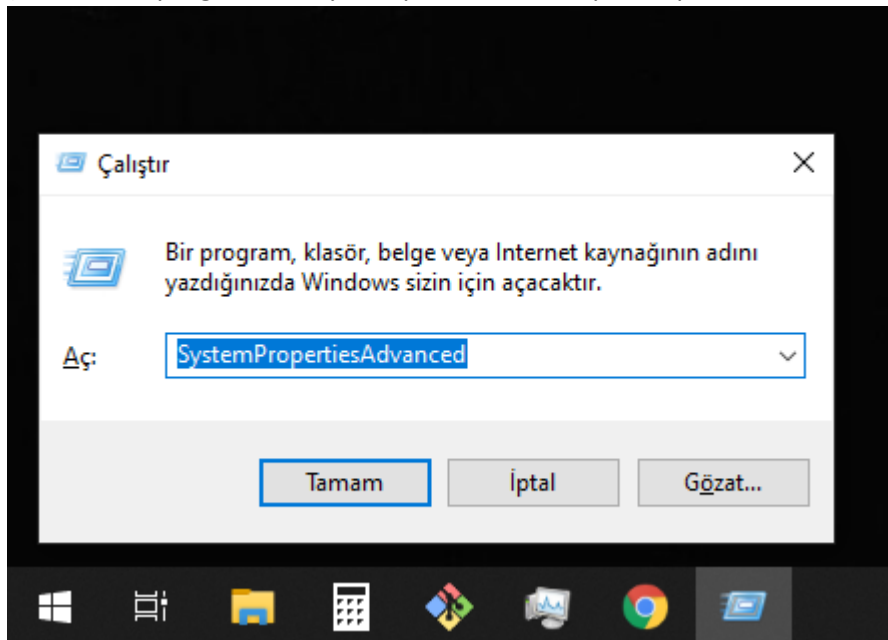 Çalıştır
Bir program, klasör, belge veya Internet kaynağının adını
yazdığınızda Windows sizin için açacaktır.
Aç:
SystemPropertiesAdvanced
Tamam
İptal
Gözat...